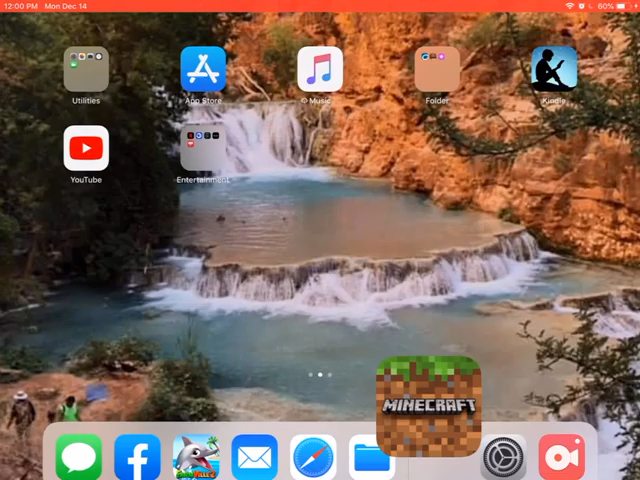 12:00 PM Mon Dec 14
60%
Utilities
App Store
Music
Folder
Kindle
YouTube
Entertainment
MINECRAFT